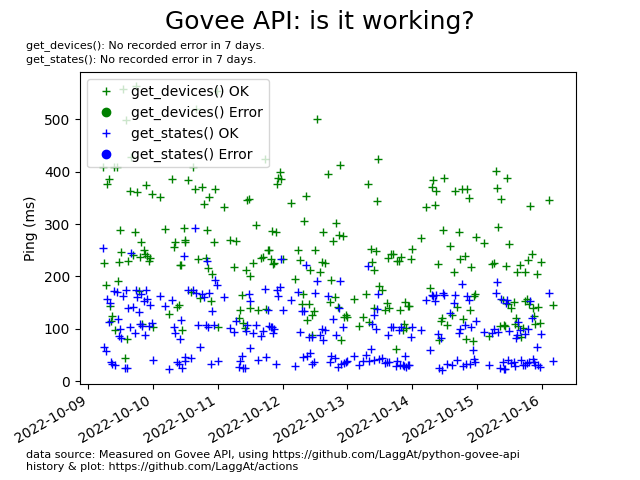 Govee API: is it working?
get_devices(): No recorded error in 7 days.
get_states(): No recorded error in 7 days.
get_devices() OK
get_devices() Error
get_states() OK
get_states() Error
Ping (ms)
500
400
300
200
100
0
2022-10-09
2022-10-10
2022-10-11
2022-10-12
2022-10-13
2022-10-14
2022-10-15
2022-10-16
data source: Measured on Govee API, using https://github.com/LaggAt/python-govee-api
history & plot: https://github.com/LaggAt/actions